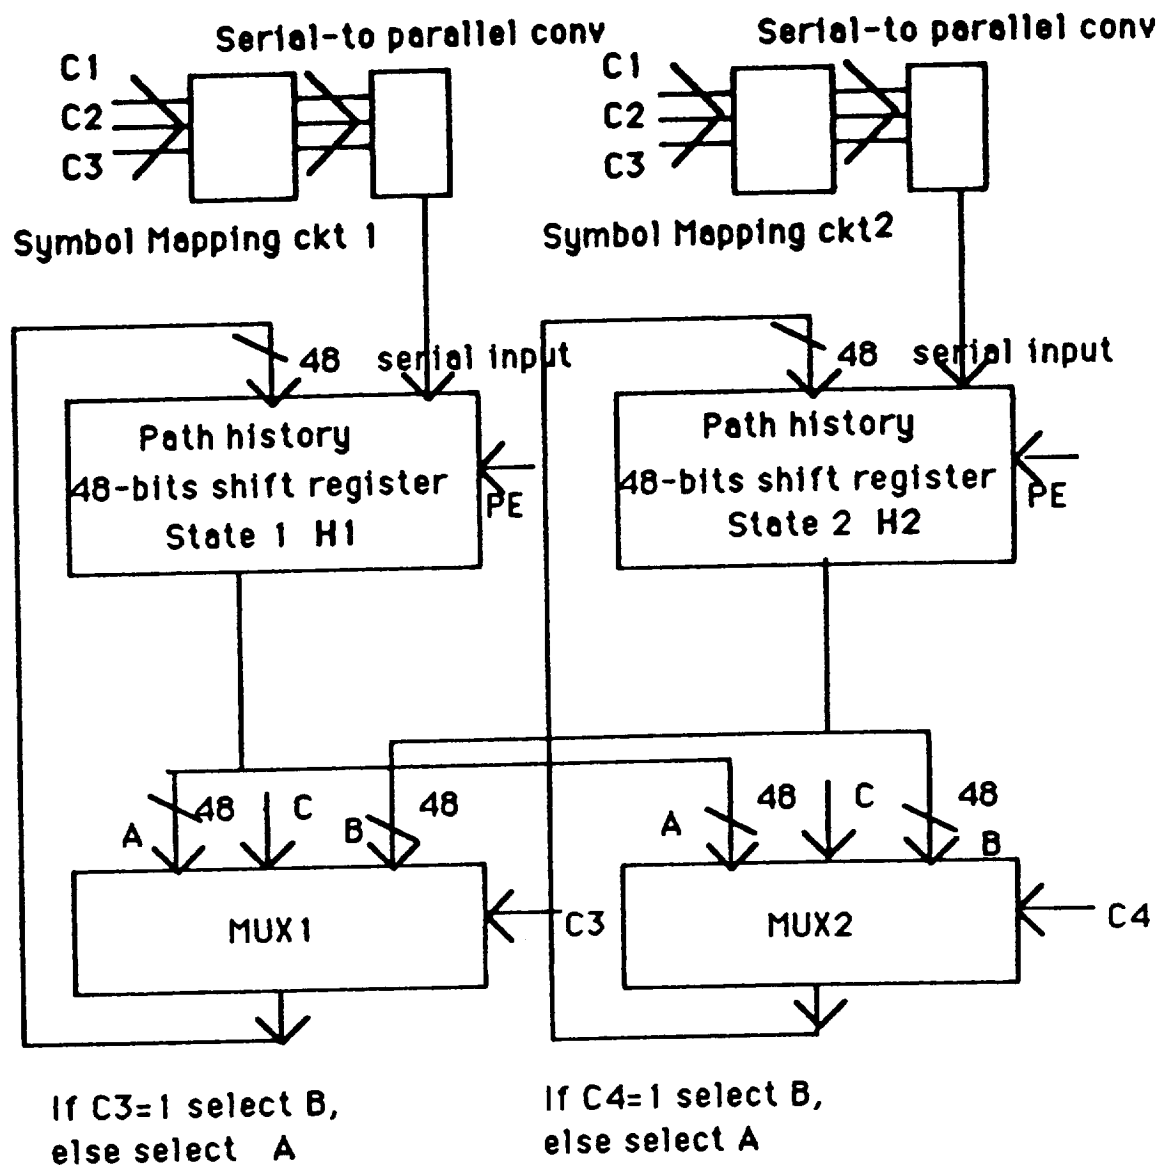 Serial-to parallel conv
C1
C2
C3
Symbol Mapping ckt 1
Serial-to parallel conv
C1
C2
C3
Symbol Mapping ckt2
48
serial input
Path history
48-bits shift register
State 1 H1
PE
48
serial input
Path history
48-bits shift register
State 2 H2
PE
A
48
C
B
48
MUX1
C3
A
48
C
48
B
MUX2
C4
If C3=1 select B,
else select A
If C4=1 select B,
else select A